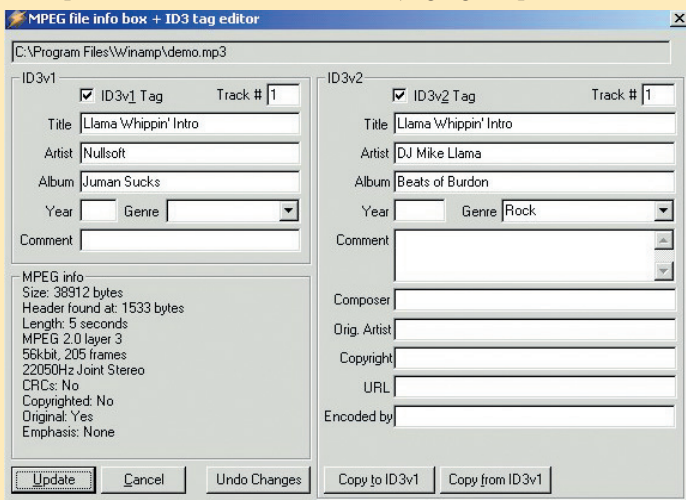 MPEG file info box + ID3 tag editor
C:\Program Files\Winamp\demo.mp3
ID3v1
ID3v1 Tag Track # 1
Title Llama Whippin' Intro
Artist Nullsoft
Album Juman Sucks
Year Genre
Comment
MPEG info
Size: 38912 bytes
Header found at: 1533 bytes
Length: 5 seconds
MPEG 2.0 layer 3
56kbit, 205 frames
22050Hz Joint Stereo
CRCs: No
Copyrighted: No
Original: Yes
Emphasis: None
Update Cancel Undo Changes
ID3v2
ID3v2 Tag Track # 1
Title Llama Whippin' Intro
Artist DJ Mike Llama
Album Beats of Burdon
Year Genre Rock
Comment
Composer
Orig. Artist
Copyright
URL
Encoded by
Copy to ID3v1 Copy from ID3v1